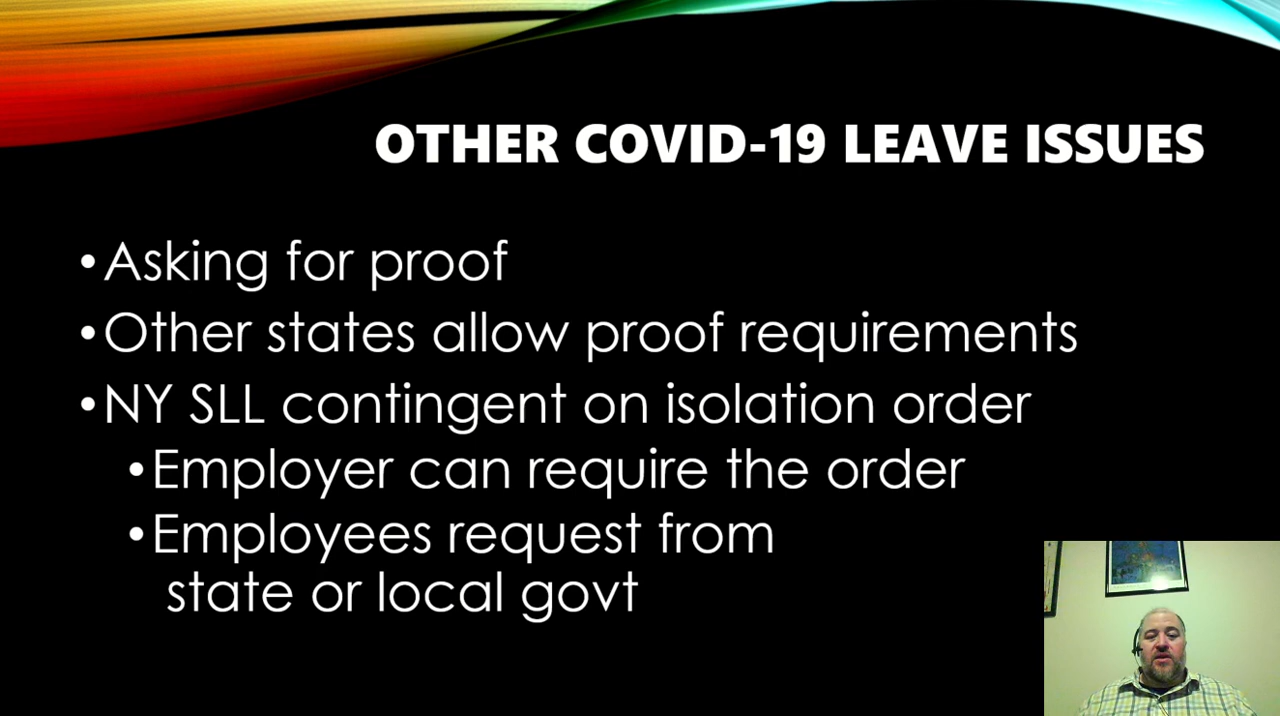 OTHER COVID-19 LEAVE ISSUES
•Asking for proof
•Other states allow proof requirements
•NY SLL contingent on isolation order
•Employer can require the order
•Employees request from
state or local govt